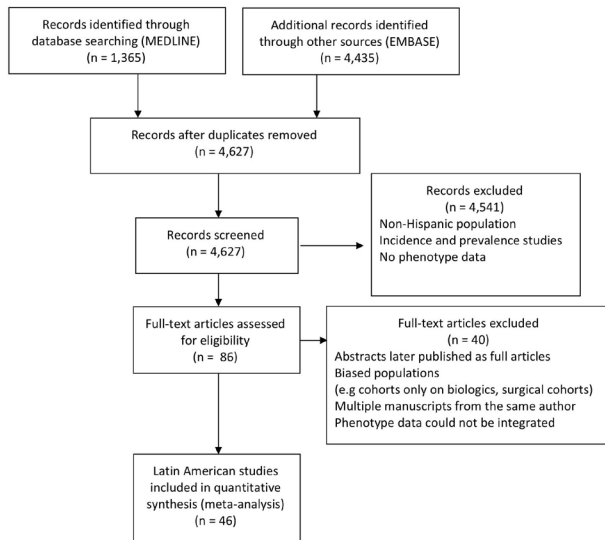 Records identified through
database searching (MEDLINE)
(n = 1,365)
Additional records identified
through other sources (EMBASE)
(n = 4,435)
Records after duplicates removed
(n = 4,627)
Records excluded
(n = 4,541)
Non-Hispanic population
Incidence and prevalence studies
No phenotype data
Records screened
(n = 4,627)
Full-text articles assessed
for eligibility
(n = 86)
Full-text articles excluded
(n = 40)
Abstracts later published as full articles
Biased populations
(e.g cohorts only on biologics, surgical cohorts)
Multiple manuscripts from the same author
Phenotype data could not be integrated
Latin American studies
included in quantitative
synthesis (meta-analysis)
(n = 46)